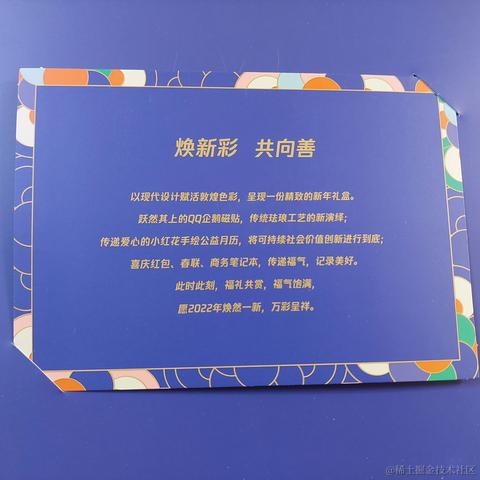 焕新彩 共向善
以现代设计赋活敦煌色彩，呈现一份精致的新年礼盒。
跃然其上的QQ企鹅磁贴，传统珐琅工艺的新演绎；
传递爱心的小红花手绘公益月历，将可持续社会价值创新进行到底；
喜庆红包、春联、商务笔记本，传递福气，记录美好。
此时此刻，福礼共赏，福气饱满，
愿2022年焕然一新，万彩呈祥。
@稀土掘金技术社区